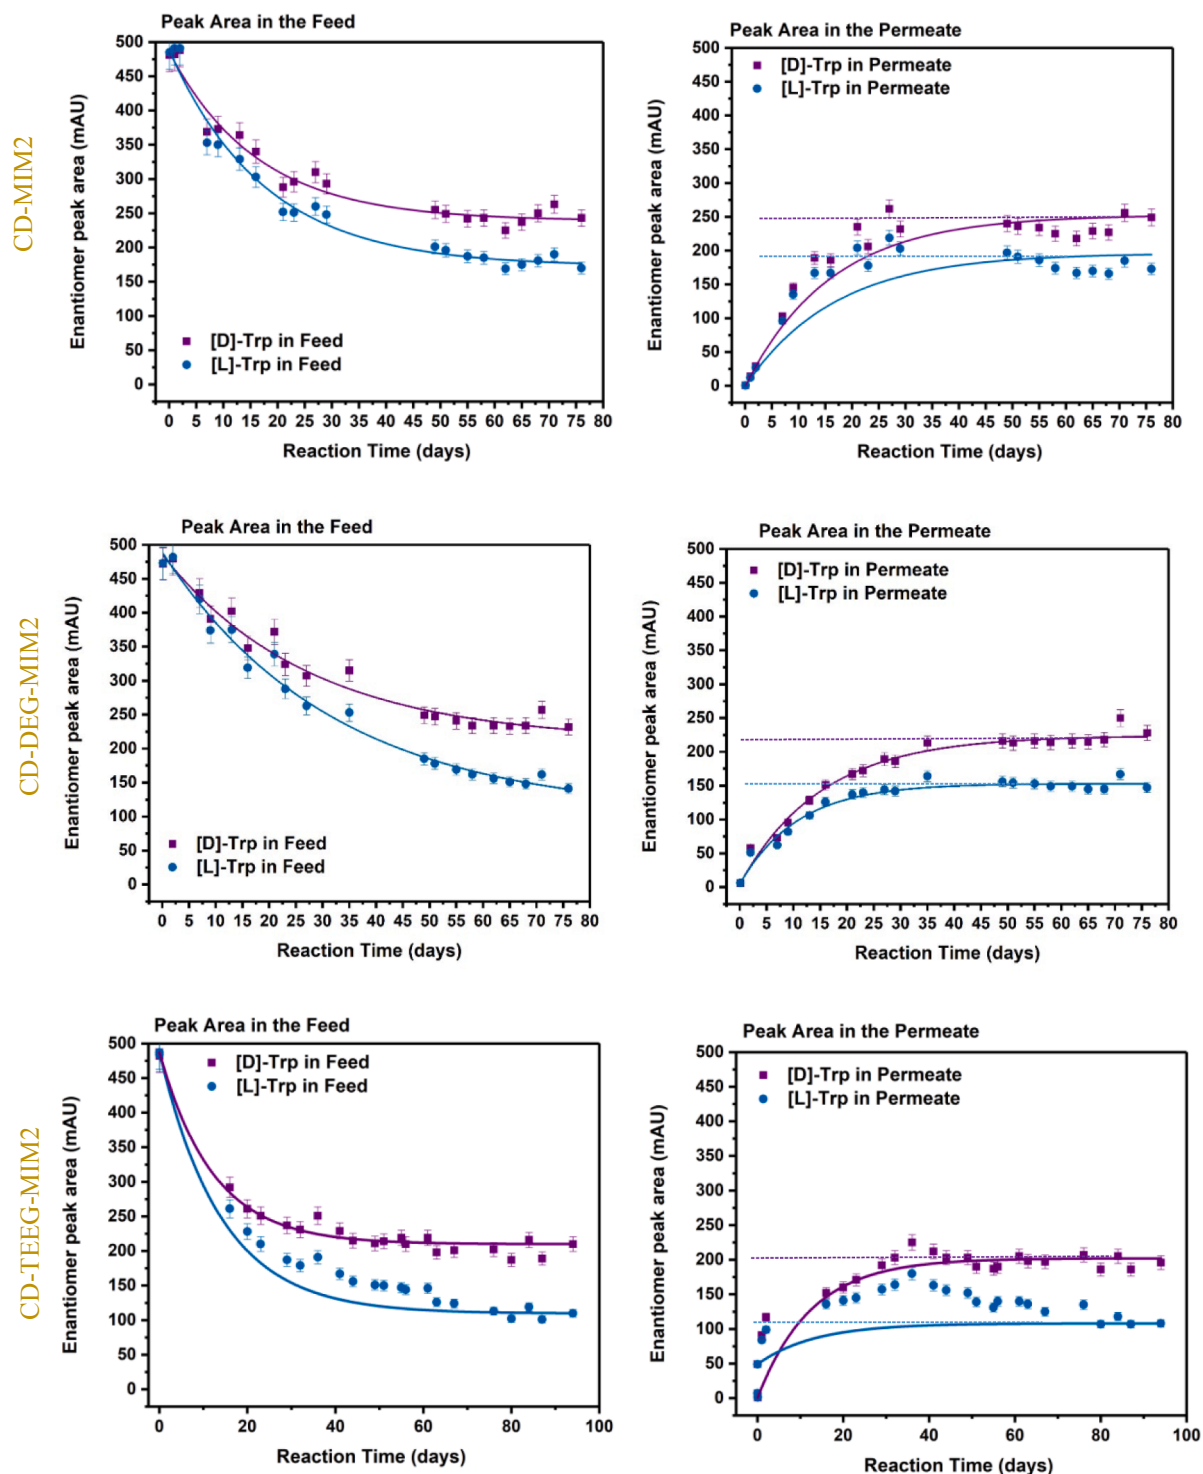 CD-MIM2
Peak Area in the Feed
Enantiomer peak area (mAU)
500
450
400
350
300
250
200
150
100
50
0
[D]-Trp in Feed
[L]-Trp in Feed
0 5 10 15 20 25 30 35 40 45 50 55 60 65 70 75 80
Reaction Time (days)
Peak Area in the Permeate
Enantiomer peak area (mAU)
500
450
400
350
300
250
200
150
100
50
0
[D]-Trp in Permeate
[L]-Trp in Permeate
0 5 10 15 20 25 30 35 40 45 50 55 60 65 70 75 80
Reaction Time (days)
CD-DEG-MIM2
Peak Area in the Feed
Enantiomer peak area (mAU)
500
450
400
350
300
250
200
150
100
50
0
[D]-Trp in Feed
[L]-Trp in Feed
0 5 10 15 20 25 30 35 40 45 50 55 60 65 70 75 80
Reaction Time (days)
Peak Area in the Permeate
Enantiomer peak area (mAU)
500
450
400
350
300
250
200
150
100
50
0
[D]-Trp in Permeate
[L]-Trp in Permeate
0 5 10 15 20 25 30 35 40 45 50 55 60 65 70 75 80
Reaction Time (days)
CD-TEEG-MIM2
Peak Area in the Feed
Enantiomer peak area (mAU)
500
450
400
350
300
250
200
150
100
50
0
[D]-Trp in Feed
[L]-Trp in Feed
0 20 40 60 80 100
Reaction Time (days)
Peak Area in the Permeate
Enantiomer peak area (mAU)
500
450
400
350
300
250
200
150
100
50
0
[D]-Trp in Permeate
[L]-Trp in Permeate
0 20 40 60 80 100
Reaction Time (days)